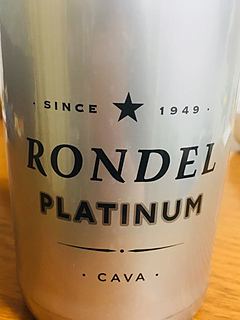 · SINCE ★ 1949 ·
RONDEL
PLATINUM
· CAVA ·